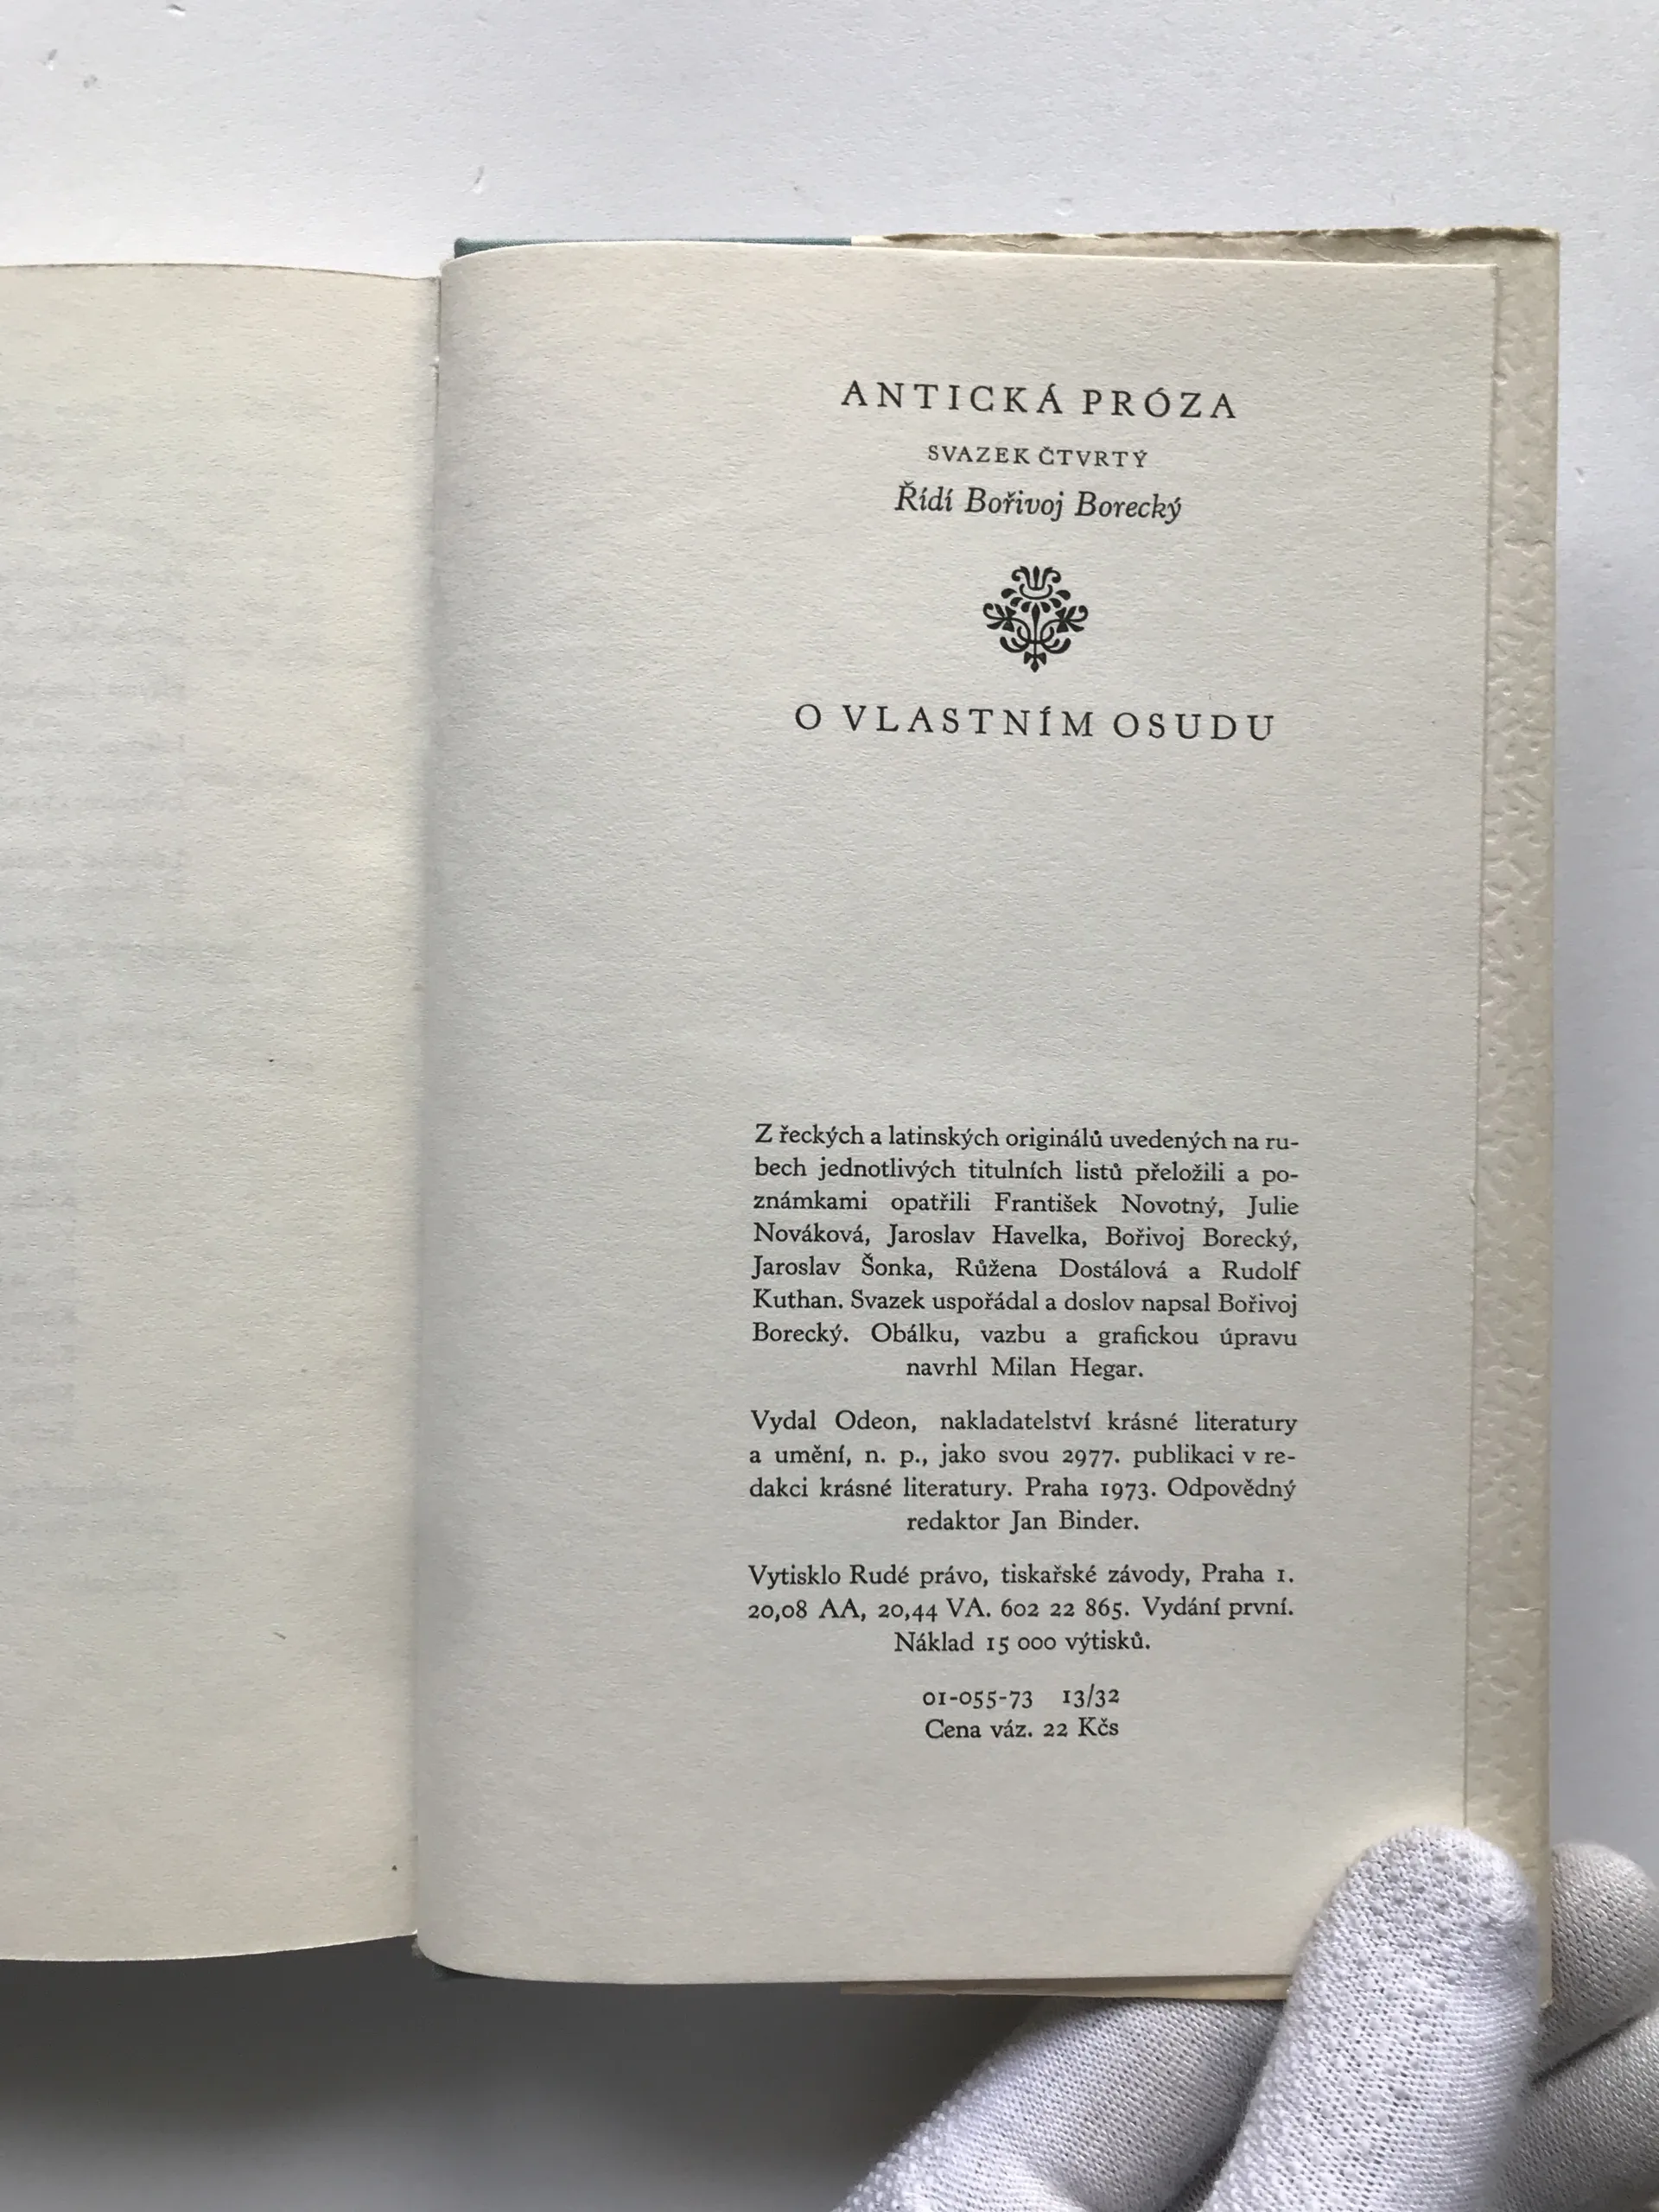 ANTICKÁ PRÓZA
SVAZEK ČTVRTÝ
Řídí Bořivoj Borecký
O VLASTNÍM OSUDU
Z řeckých a latinských originálů uvedených na ru-
bech jednotlivých titulních listů přeložili a po-
známkami opatřili František Novotný, Julie
Nováková, Jaroslav Havelka, Bořivoj Borecký,
Jaroslav Šonka, Růžena Dostálová a Rudolf
Kuthan. Svazek uspořádal a doslov napsal Bořivoj
Borecký. Obálku, vazbu a grafickou úpravu
navrhl Milan Hegar.
Vydal Odeon, nakladatelství krásné literatury
a umění, n. p., jako svou 2977. publikaci v re-
dakci krásné literatury. Praha 1973. Odpovědný
redaktor Jan Binder.
Vytisklo Rudé právo, tiskařské závody, Praha 1.
20,08 AA, 20,44 VA. 602 22 865. Vydání první.
Náklad 15 000 výtisků.
01-055-73 13/32
Cena váz. 22 Kčs